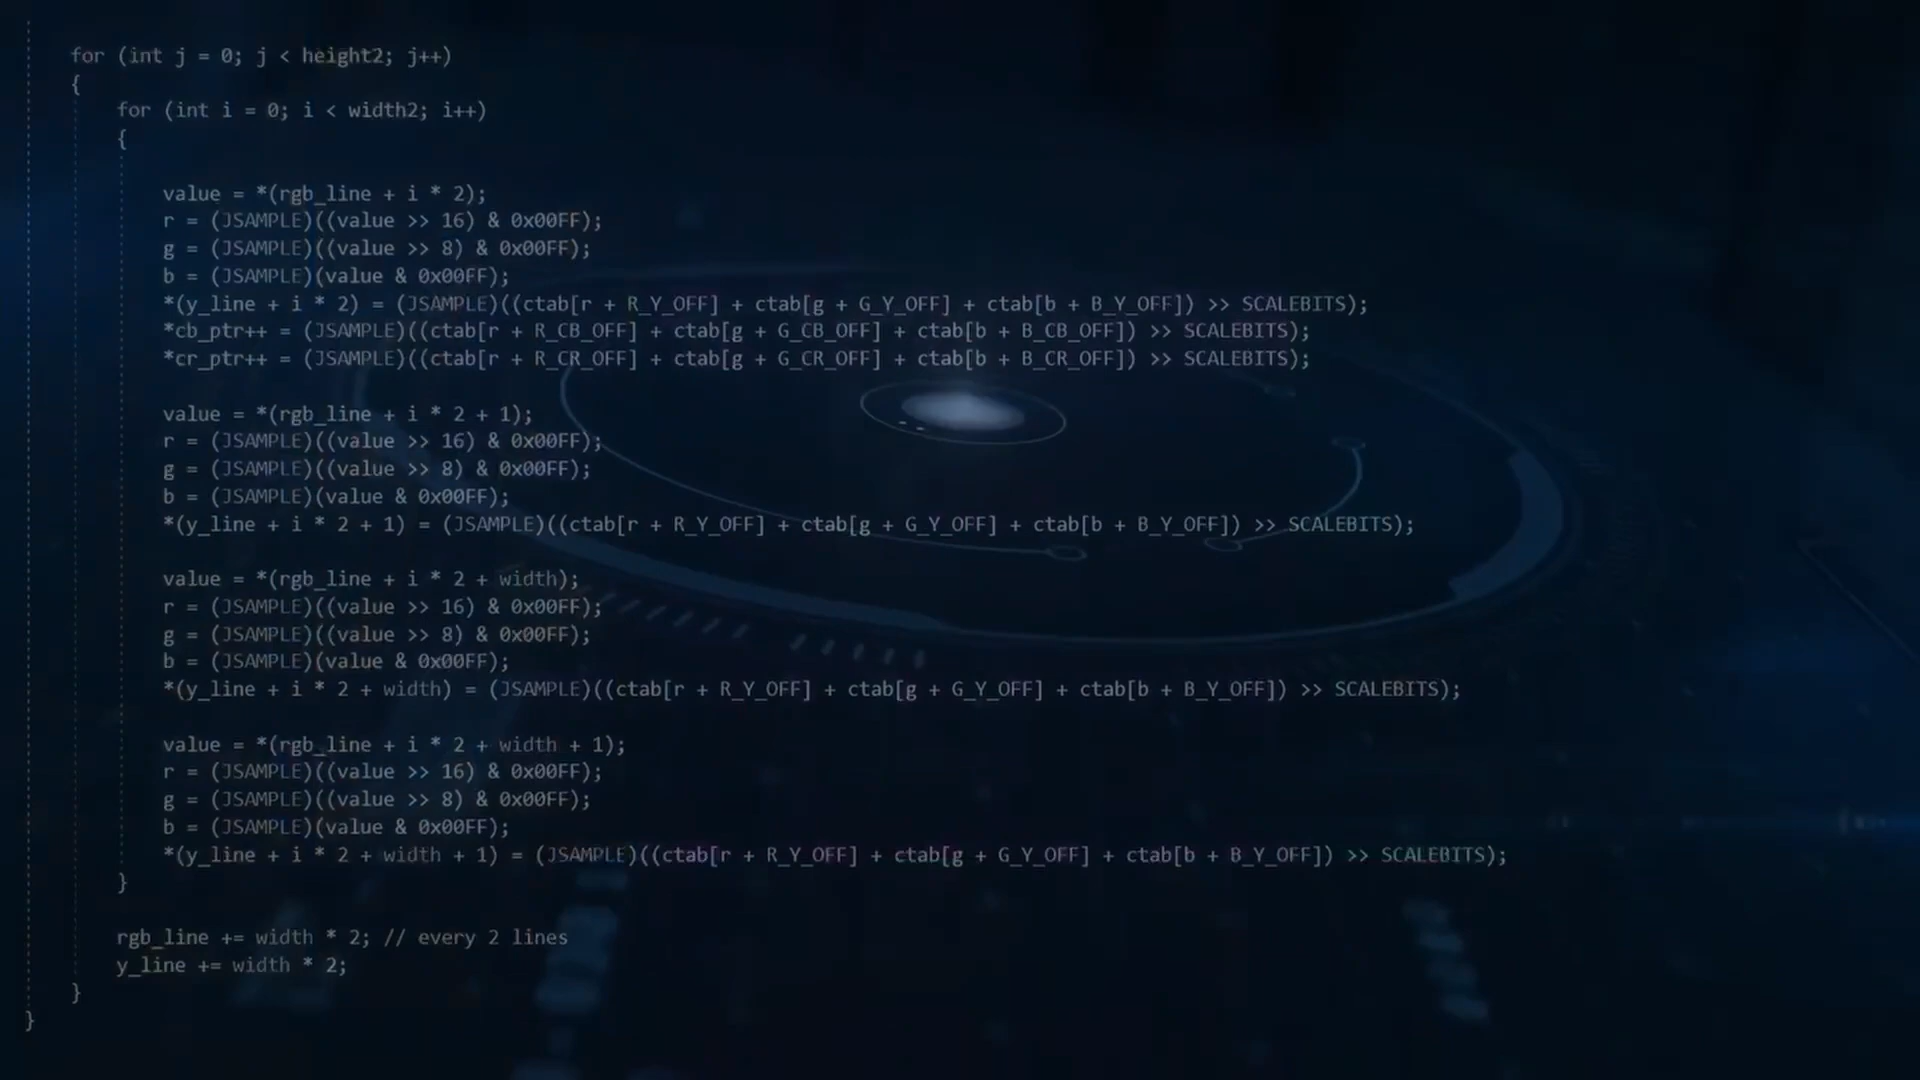 for (int j = 0; j < height2; j++)
{
for (int i = 0; i < width2; i++)
{
value = *(rgb_line + i * 2);
r = (JSAMPLE)((value >> 16) & 0x00FF);
g = (JSAMPLE)((value >> 8) & 0x00FF);
b = (JSAMPLE)(value & 0x00FF);
*(y_line + i * 2) = (JSAMPLE)((ctab[r + R_Y_OFF] + ctab[g + G_Y_OFF] + ctab[b + B_Y_OFF]) >> SCALEBITS);
*cb_ptr++ = (JSAMPLE)((ctab[r + R_CB_OFF] + ctab[g + G_CB_OFF] + ctab[b + B_CB_OFF]) >> SCALEBITS);
*cr_ptr++ = (JSAMPLE)((ctab[r + R_CR_OFF] + ctab[g + G_CR_OFF] + ctab[b + B_CR_OFF]) >> SCALEBITS);
value = *(rgb_line + i * 2 + 1);
r = (JSAMPLE)((value >> 16) & 0x00FF);
g = (JSAMPLE)((value >> 8) & 0x00FF);
b = (JSAMPLE)(value & 0x00FF);
*(y_line + i * 2 + 1) = (JSAMPLE)((ctab[r + R_Y_OFF] + ctab[g + G_Y_OFF] + ctab[b + B_Y_OFF]) >> SCALEBITS);
value = *(rgb_line + i * 2 + width);
r = (JSAMPLE)((value >> 16) & 0x00FF);
g = (JSAMPLE)((value >> 8) & 0x00FF);
b = (JSAMPLE)(value & 0x00FF);
*(y_line + i * 2 + width) = (JSAMPLE)((ctab[r + R_Y_OFF] + ctab[g + G_Y_OFF] + ctab[b + B_Y_OFF]) >> SCALEBITS);
value = *(rgb_line + i * 2 + width + 1);
r = (JSAMPLE)((value >> 16) & 0x00FF);
g = (JSAMPLE)((value >> 8) & 0x00FF);
b = (JSAMPLE)(value & 0x00FF);
*(y_line + i * 2 + width + 1) = (JSAMPLE)((ctab[r + R_Y_OFF] + ctab[g + G_Y_OFF] + ctab[b + B_Y_OFF]) >> SCALEBITS);
}
rgb_line += width * 2; // every 2 lines
y_line += width * 2;
}
}